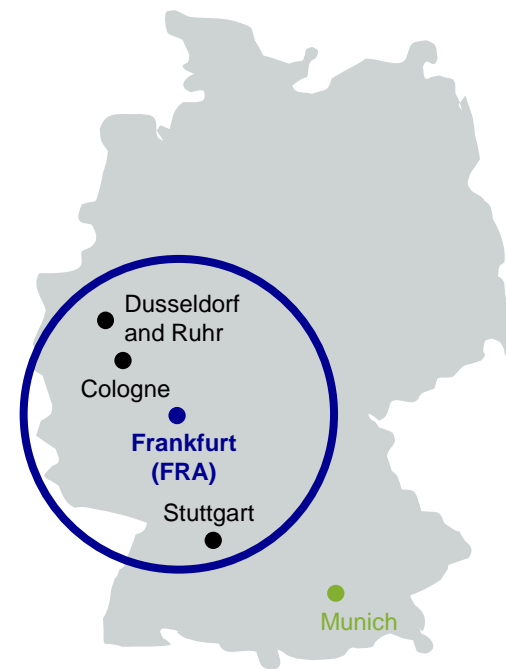 Dusseldorf
and Ruhr
Cologne
Frankfurt
(FRA)
Stuttgart
Munich